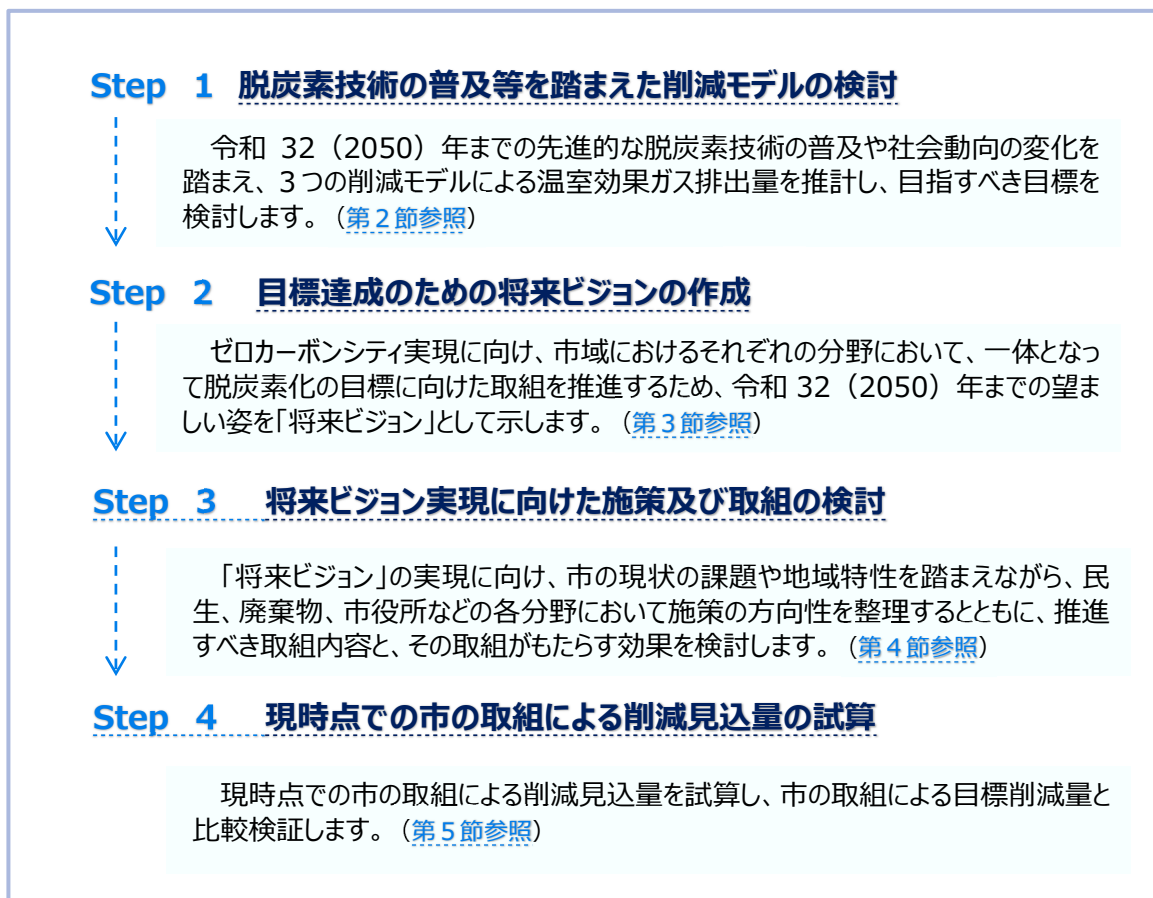 Step 1 脱炭素技術の普及等を踏まえた削減モデルの検討
令和 32（2050）年までの先進的な脱炭素技術の普及や社会動向の変化を
踏まえ、３つの削減モデルによる温室効果ガス排出量を推計し、目指すべき目標を
検討します。（第２節参照）
Step 2 目標達成のための将来ビジョンの作成
ゼロカーボンシティ実現に向け、市域におけるそれぞれの分野において、一体となっ
て脱炭素化の目標に向けた取組を推進するため、令和 32（2050）年までの望ま
しい姿を「将来ビジョン」として示します。（第３節参照）
Step 3 将来ビジョン実現に向けた施策及び取組の検討
「将来ビジョン」の実現に向け、市の現状の課題や地域特性を踏まえながら、民
生、廃棄物、市役所などの各分野において施策の方向性を整理するとともに、推進
すべき取組内容と、その取組がもたらす効果を検討します。（第４節参照）
Step 4 現時点での市の取組による削減見込量の試算
現時点での市の取組による削減見込量を試算し、市の取組による目標削減量と
比較検証します。（第５節参照）